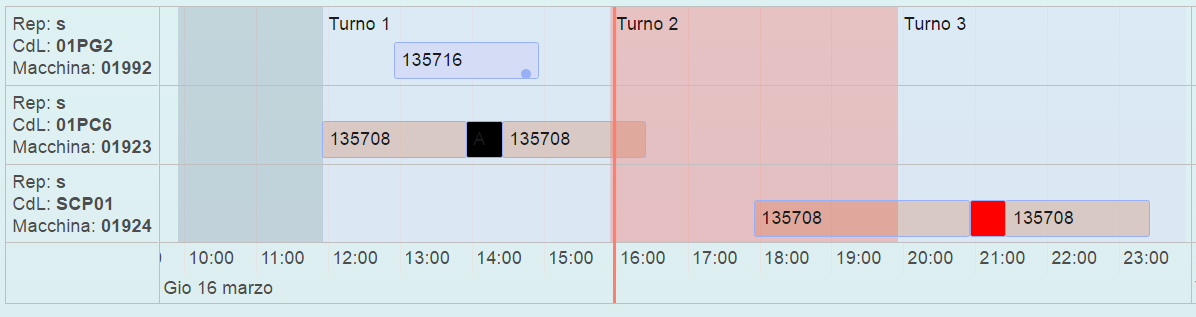 Rep: s
CdL: 01PG2
Macchina: 01992
Turno 1
Turno 2
Turno 3
135716
Rep: s
CdL: 01PC6
Macchina: 01923
135708
A
135708
Rep: s
CdL: SCP01
Macchina: 01924
135708
135708
10:00 11:00 12:00 13:00 14:00 15:00 16:00 17:00 18:00 19:00 20:00 21:00 22:00 23:00
Gio 16 marzo